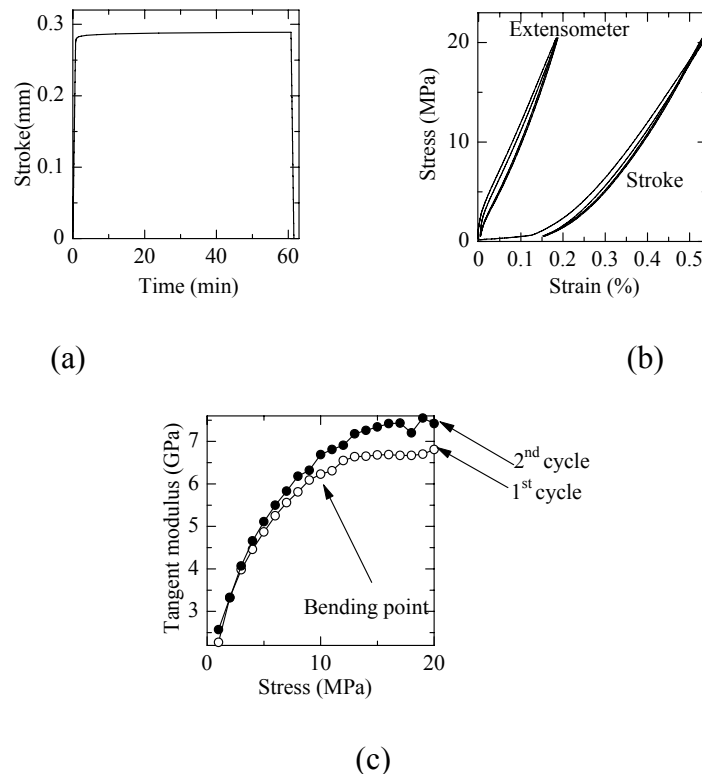 0.3
0.2
0.1
0
Stroke(mm)
0 20 40 60
Time (min)
(a)
20
10
0
Stress (MPa)
Extensometer
Stroke
0 0.1 0.2 0.3 0.4 0.5
Strain (%)
(b)
7
6
5
4
3
Tangent modulus (GPa)
2nd cycle
1st cycle
Bending point
0 10 20
Stress (MPa)
(c)